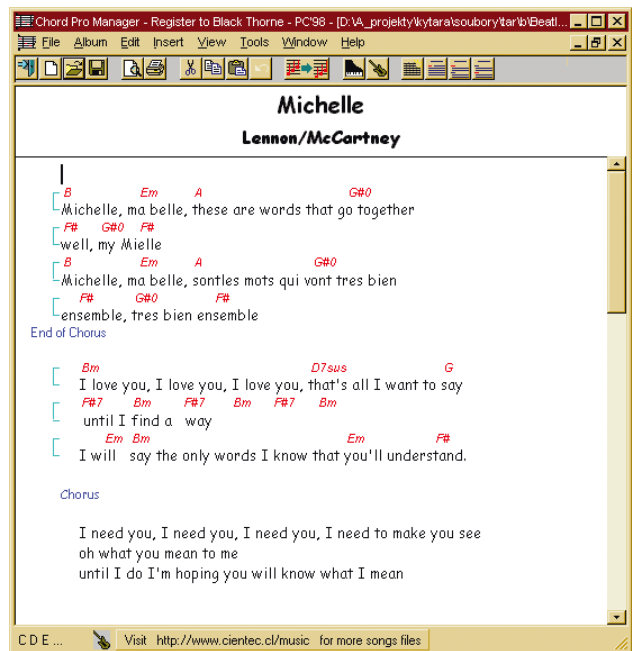 Chord Pro Manager - Register to Black Thorne - PC'98 - [D:\A_projekty\kytara\soubory\tar\b\Beatl...
File Album Edit Insert View Tools Window Help
Michelle
Lennon/McCartney
B Em A G#0
Michelle, ma belle, these are words that go together
F# G#0 F#
well, my Mielle
B Em A G#0
Michelle, ma belle, sontles mots qui vont tres bien
F# G#0 F#
ensemble, tres bien ensemble
End of Chorus
Bm D7sus G
I love you, I love you, I love you, that's all I want to say
F#7 Bm F#7 Bm F#7 Bm
until I find a way
Em Bm Em F#
I will say the only words I know that you'll understand.
Chorus
I need you, I need you, I need you, I need to make you see
oh what you mean to me
until I do I'm hoping you will know what I mean
C D E ... Visit http://www.cientec.cl/music for more songs files